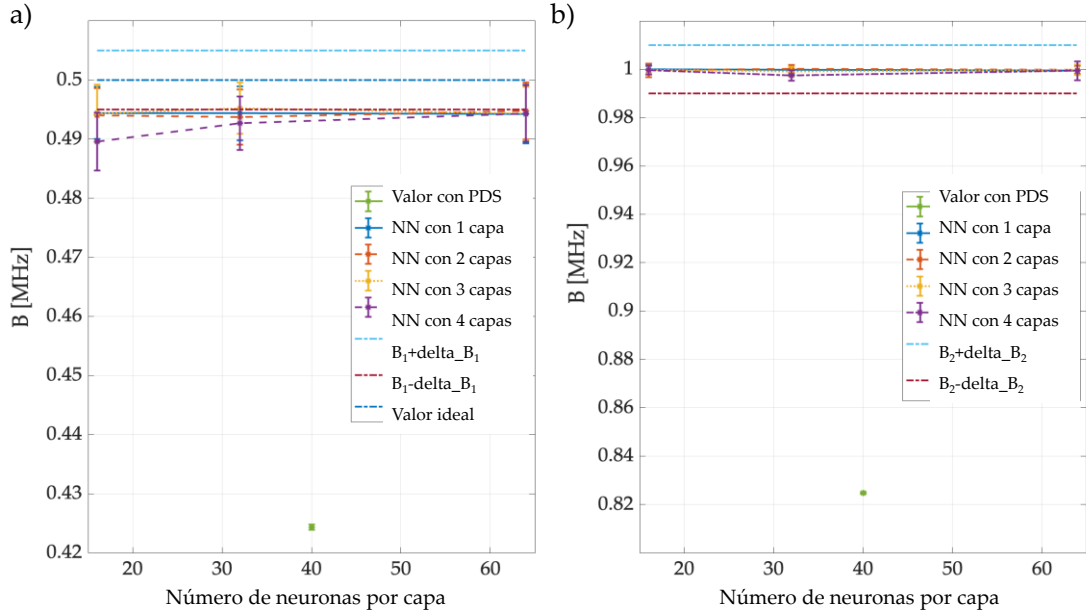 a)
0.5
0.49
0.48
0.47
0.46
0.45
0.44
0.43
0.42
B [MHz]
20
30
40
50
60
Número de neuronas por capa
Valor con PDS
NN con 1 capa
NN con 2 capas
NN con 3 capas
NN con 4 capas
B₁+delta_B₁
B₁-delta_B₁
Valor ideal
b)
1
0.98
0.96
0.94
0.92
0.9
0.88
0.86
0.84
0.82
B [MHz]
20
30
40
50
60
Número de neuronas por capa
Valor con PDS
NN con 1 capa
NN con 2 capas
NN con 3 capas
NN con 4 capas
B₂+delta_B₂
B₂-delta_B₂